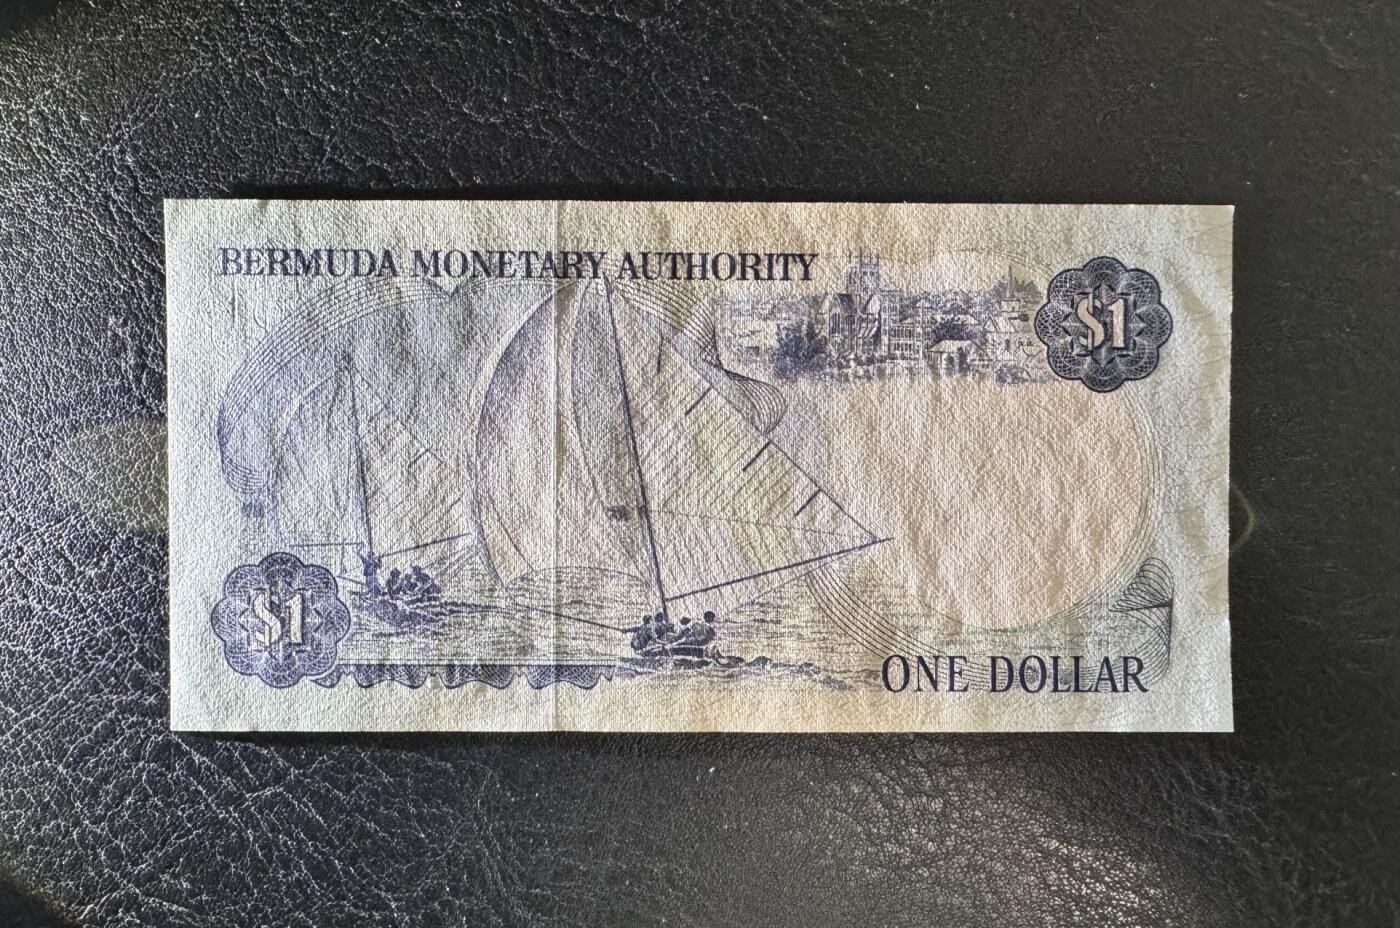 BERMUDA MONETARY AUTHORITY
$1
$1
ONE DOLLAR